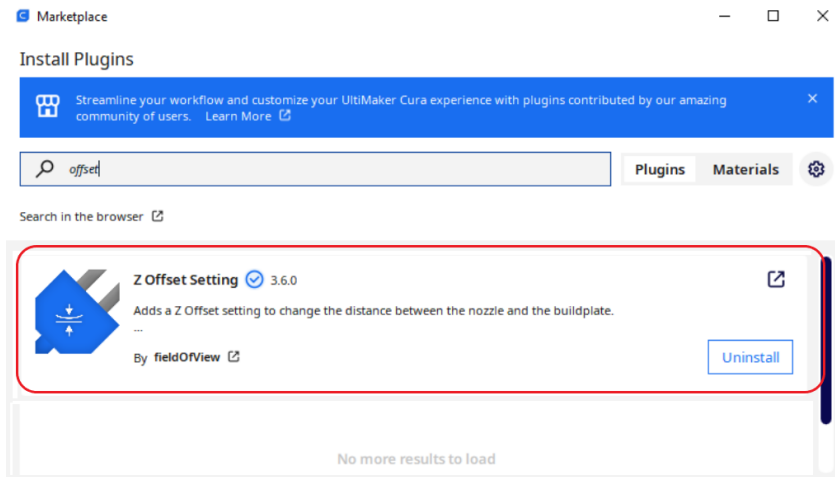 Marketplace
Install Plugins
Streamline your workflow and customize your UltiMaker Cura experience with plugins contributed by our amazing
community of users. Learn More
offset
Plugins Materials
Search in the browser
Z Offset Setting 3.6.0
Adds a Z Offset setting to change the distance between the nozzle and the buildplate.
...
By fieldOfView
Uninstall
No more results to load